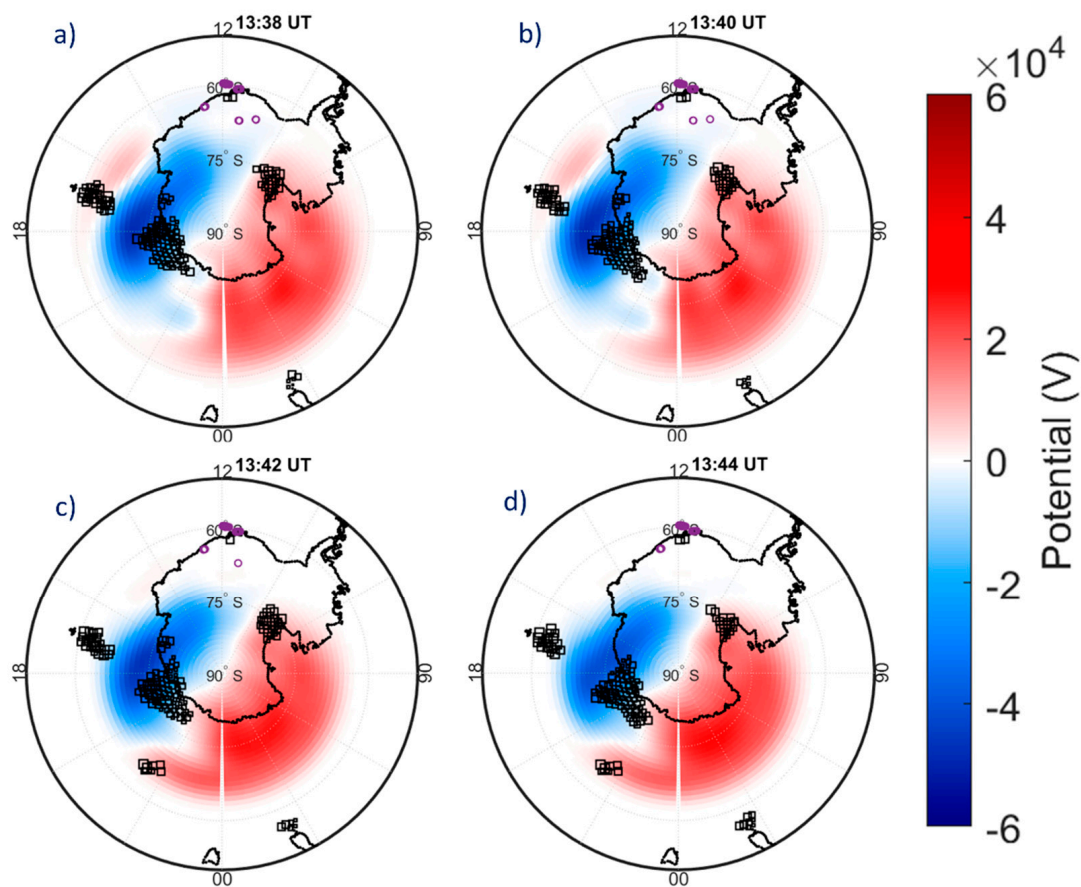 a) 12 13:38 UT
60° S
75° S
90° S
18
90
00
b) 12 13:40 UT
60° S
75° S
90° S
18
90
00
c) 12 13:42 UT
60° S
75° S
90° S
18
90
00
d) 12 13:44 UT
60° S
75° S
90° S
18
90
00
×10⁴
6
4
2
0
-2
-4
-6
Potential (V)